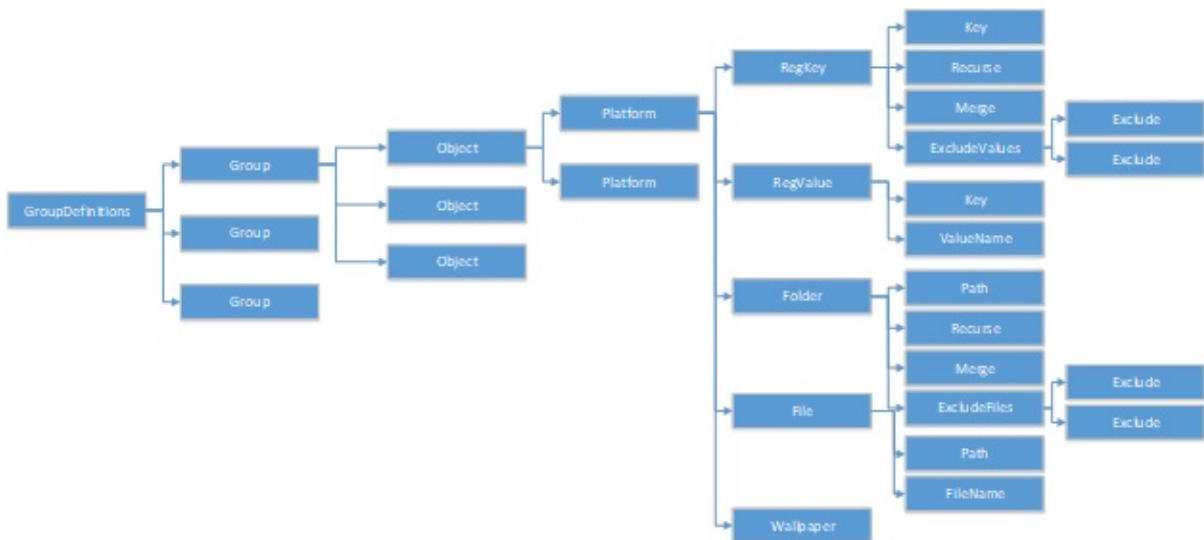 Key
RegKey
Recurse
Merge
Platform
Exclude
ExcludeValues
Object
Group
Exclude
Platform
RegValue
Key
Object
GroupDefinitions
Group
ValueName
Object
Path
Folder
Group
Recurse
Merge
Exclude
File
ExcludeFiles
Exclude
Path
FileName
Wallpaper